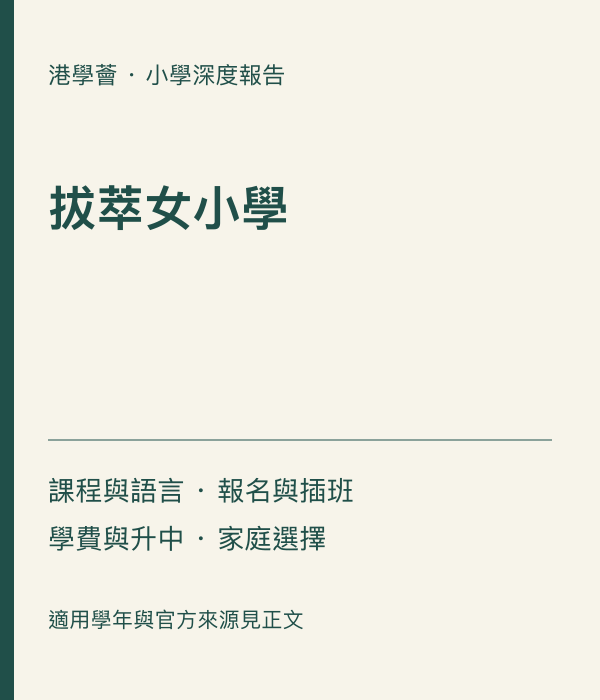 港學薈 · 小學深度報告
拔萃女小學
課程與語言 · 報名與插班
學費與升中 · 家庭選擇
適用學年與官方來源見正文